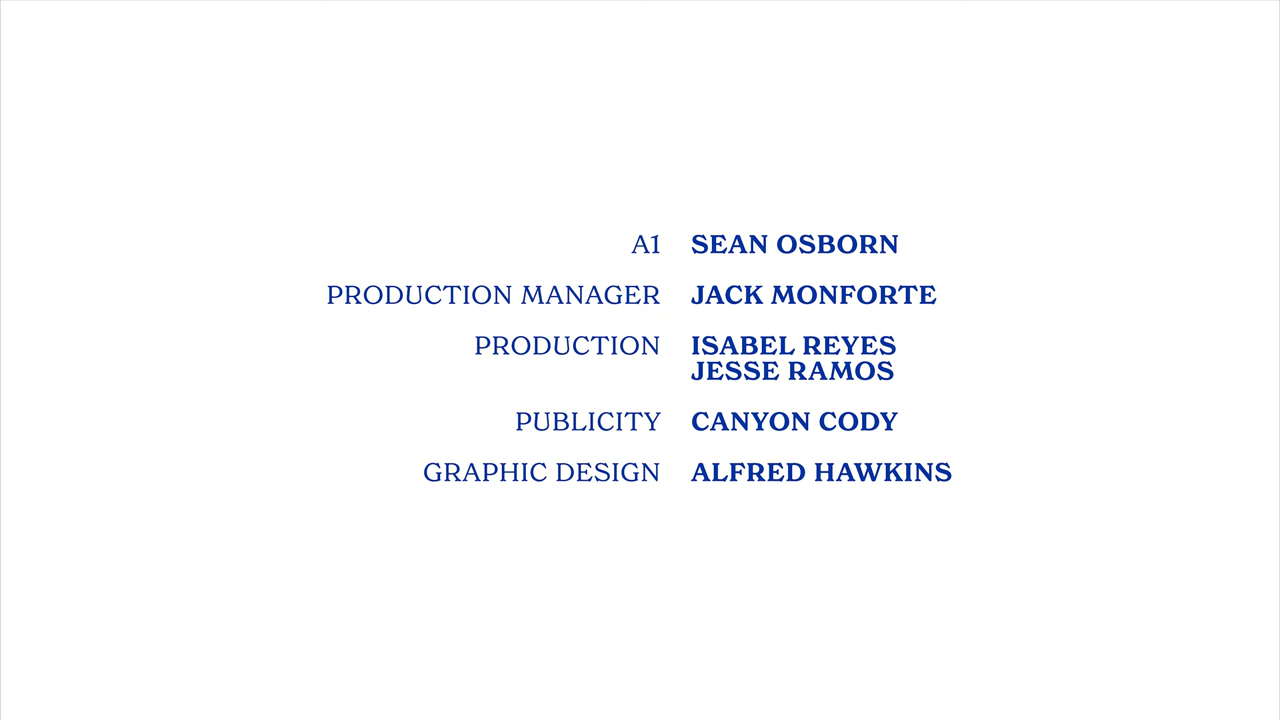 A1 SEAN OSBORN
PRODUCTION MANAGER JACK MONFORTE
PRODUCTION ISABEL REYES
JESSE RAMOS
PUBLICITY CANYON CODY
GRAPHIC DESIGN ALFRED HAWKINS